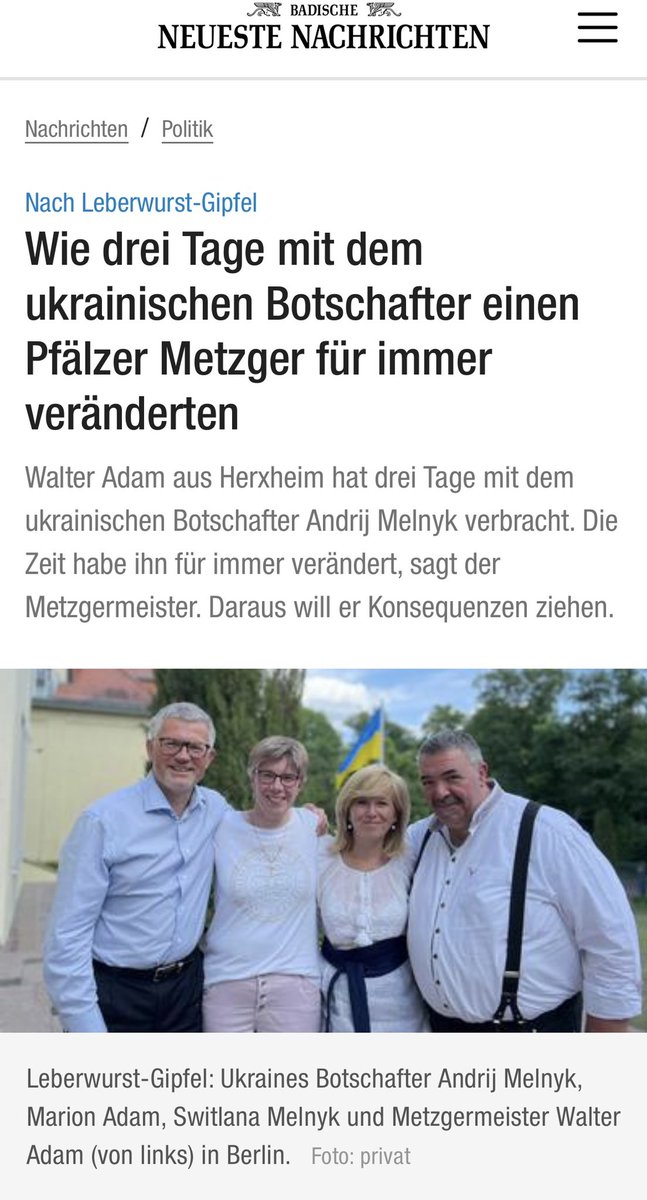 BADISCHE
NEUESTE NACHRICHTEN
Nachrichten / Politik
Nach Leberwurst-Gipfel
Wie drei Tage mit dem
ukrainischen Botschafter einen
Pfälzer Metzger für immer
veränderten
Walter Adam aus Herxheim hat drei Tage mit dem
ukrainischen Botschafter Andrij Melnyk verbracht. Die
Zeit habe ihn für immer verändert, sagt der
Metzgermeister. Daraus will er Konsequenzen ziehen.
Leberwurst-Gipfel: Ukraines Botschafter Andrij Melnyk,
Marion Adam, Switlana Melnyk und Metzgermeister Walter
Adam (von links) in Berlin. Foto: privat